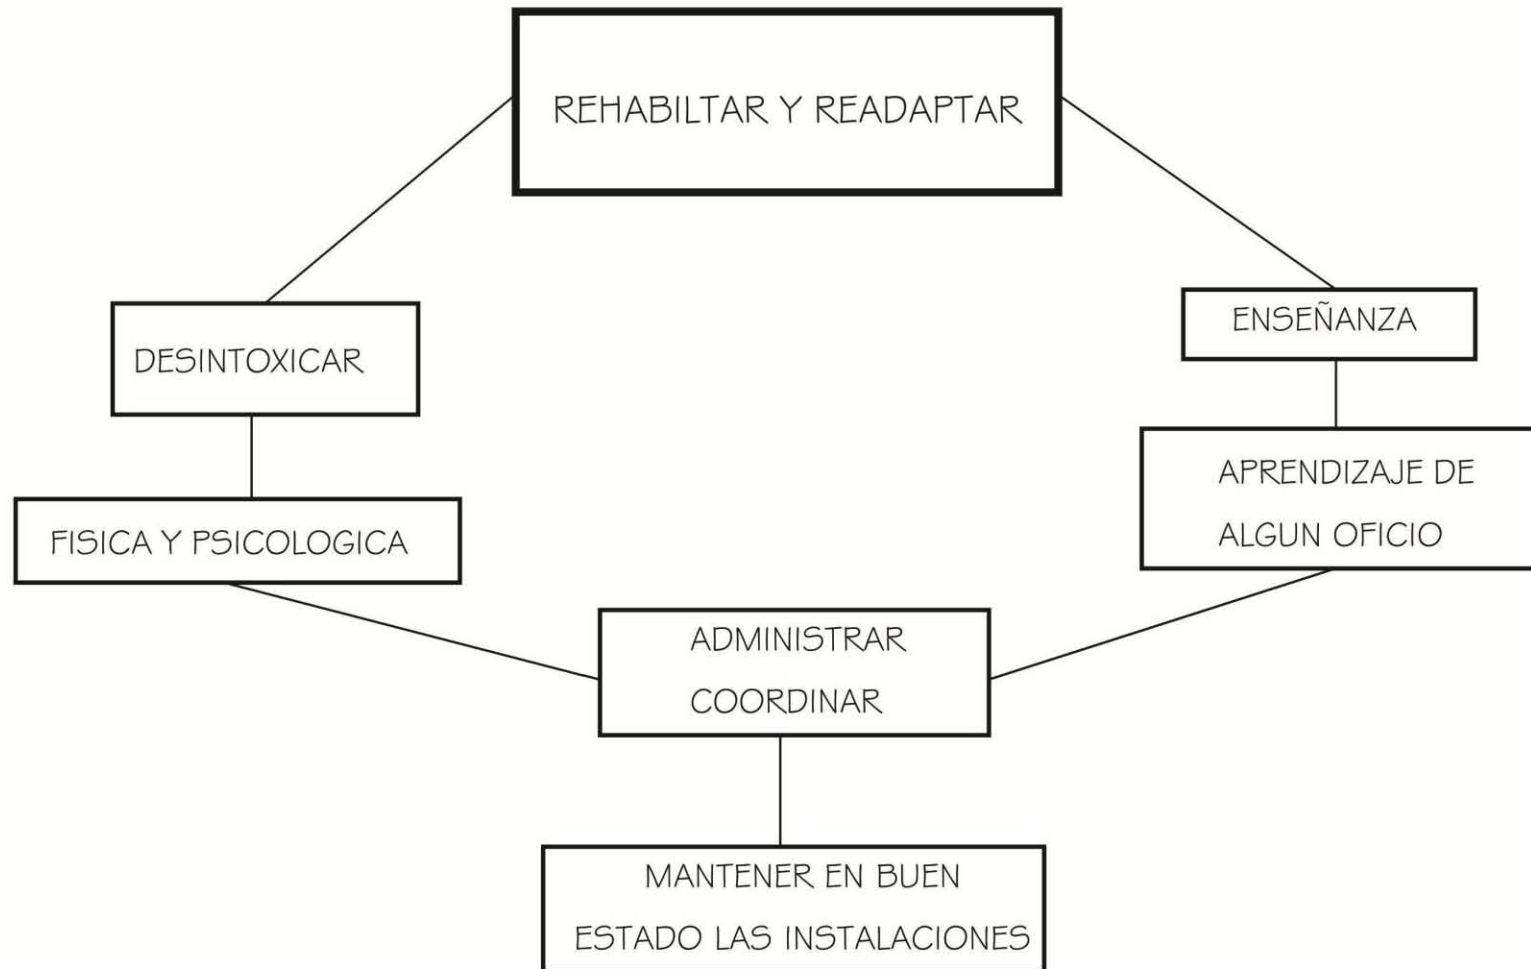 REHABILTAR Y READAPTAR
DESINTOXICAR
FISICA Y PSICOLOGICA
ENSEÑANZA
APRENDIZAJE DE
ALGUN OFICIO
ADMINISTRAR
COORDINAR
MANTENER EN BUEN
ESTADO LAS INSTALACIONES